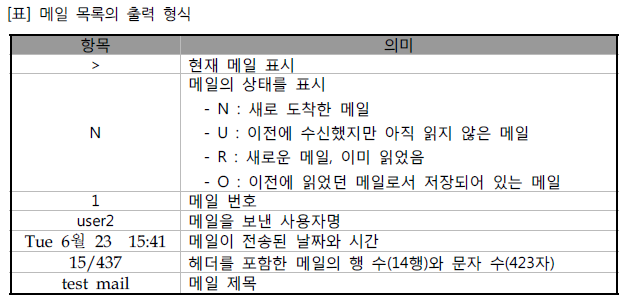 [표] 메일 목록의 출력 형식
항목 의미
> 현재 메일 표시
N 메일의 상태를 표시
- N : 새로 도착한 메일
- U : 이전에 수신했지만 아직 읽지 않은 메일
- R : 새로운 메일, 이미 읽었음
- O : 이전에 읽었던 메일로서 저장되어 있는 메일
1 메일 번호
user2 메일을 보낸 사용자명
Tue 6월 23 15:41 메일이 전송된 날짜와 시간
15/437 헤더를 포함한 메일의 행 수(14행)와 문자 수(423자)
test mail 메일 제목